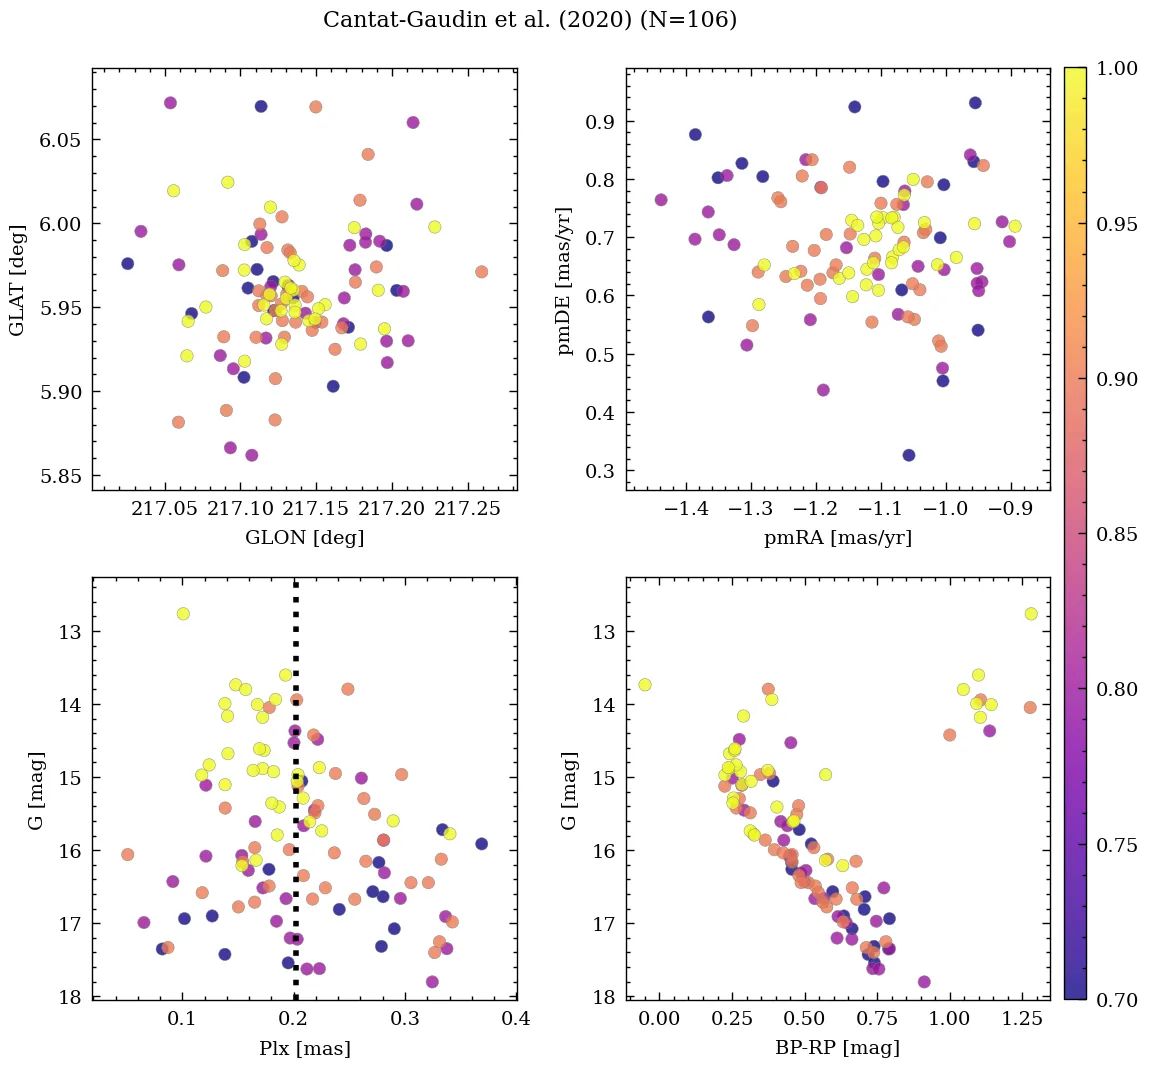 Cantat-Gaudin et al. (2020) (N=106)
6.05
6.00
5.95
5.90
5.85
GLAT [deg]
217.05 217.10 217.15 217.20 217.25
GLON [deg]
0.9
0.8
0.7
0.6
0.5
0.4
0.3
pmDE [mas/yr]
−1.4 −1.3 −1.2 −1.1 −1.0 −0.9
pmRA [mas/yr]
13
14
15
16
17
18
G [mag]
0.1 0.2 0.3 0.4
Plx [mas]
13
14
15
16
17
18
G [mag]
0.00 0.25 0.50 0.75 1.00 1.25
BP-RP [mag]
1.00
0.95
0.90
0.85
0.80
0.75
0.70